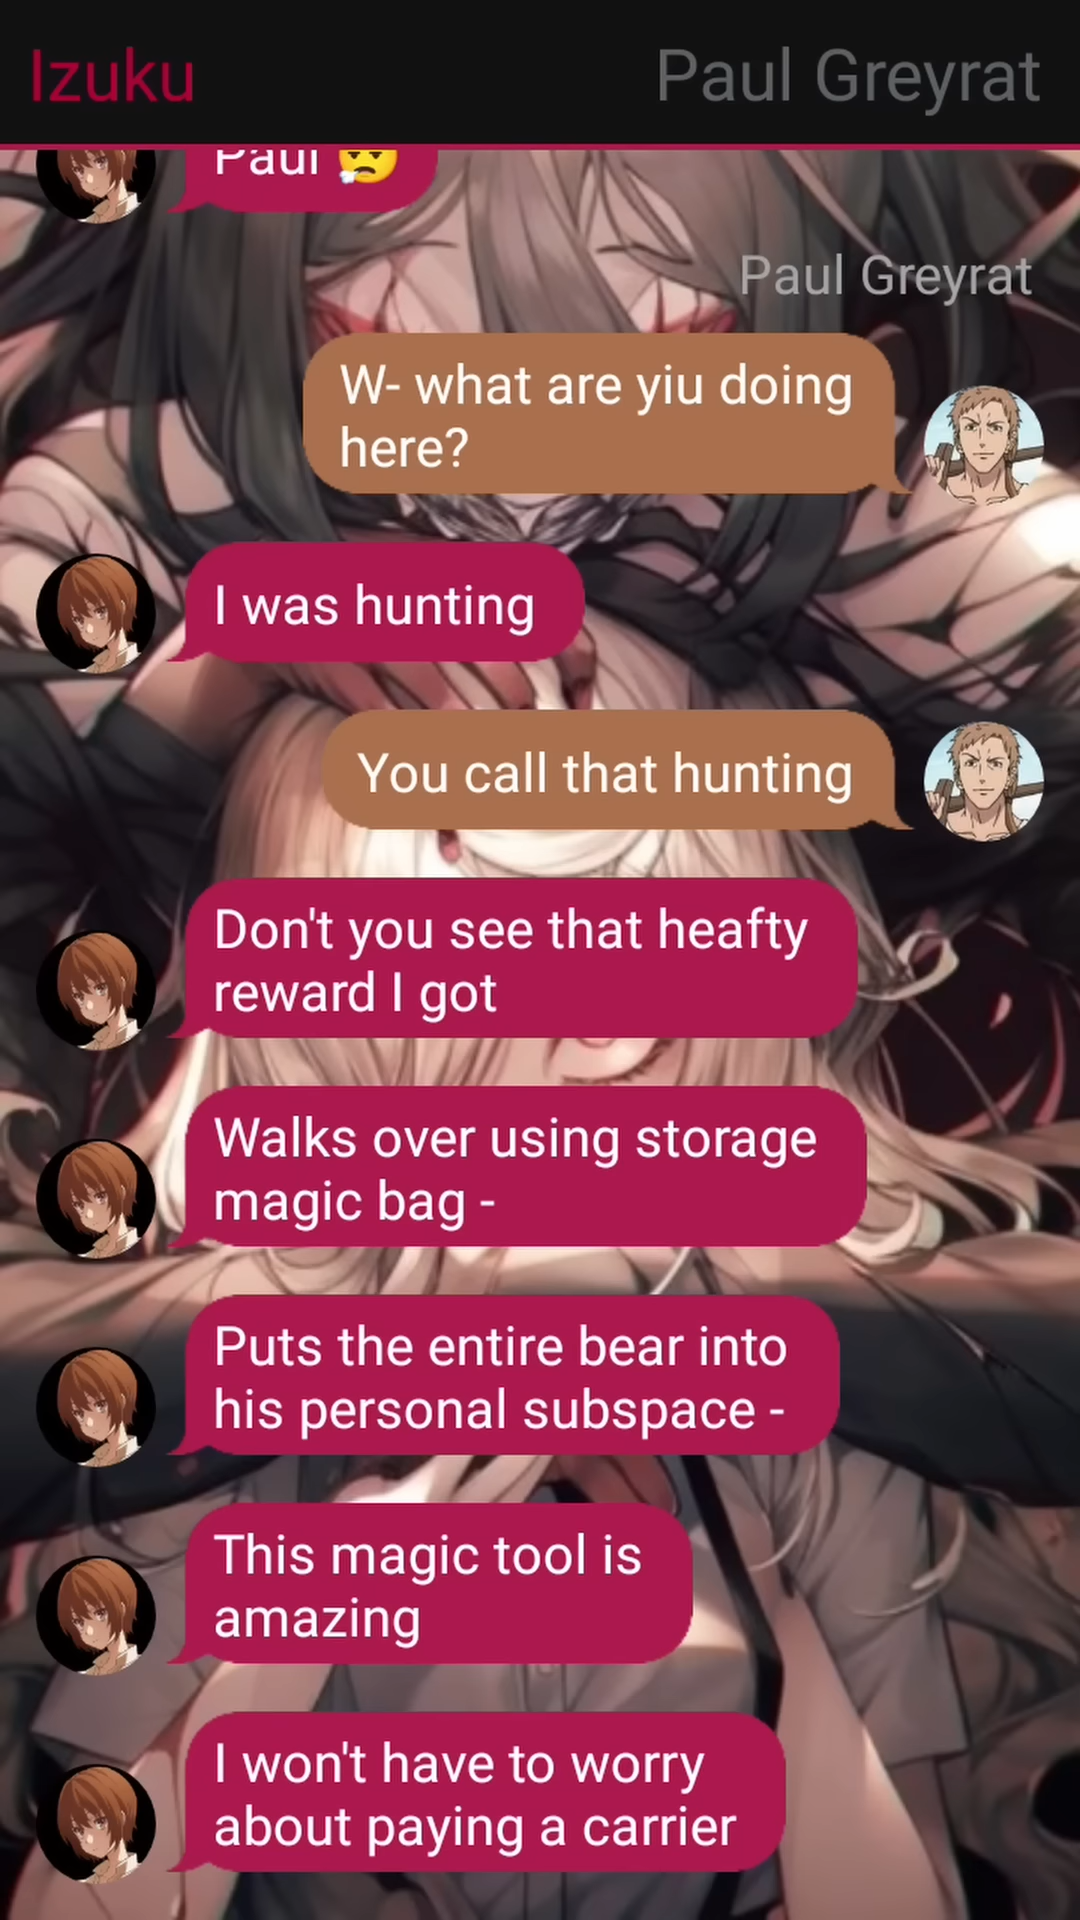 Izuku
Paul Greyrat
Paul 😮‍💨
Paul Greyrat
W- what are yiu doing
here?
I was hunting
You call that hunting
Don't you see that heafty
reward I got
Walks over using storage
magic bag -
Puts the entire bear into
his personal subspace -
This magic tool is
amazing
I won't have to worry
about paying a carrier